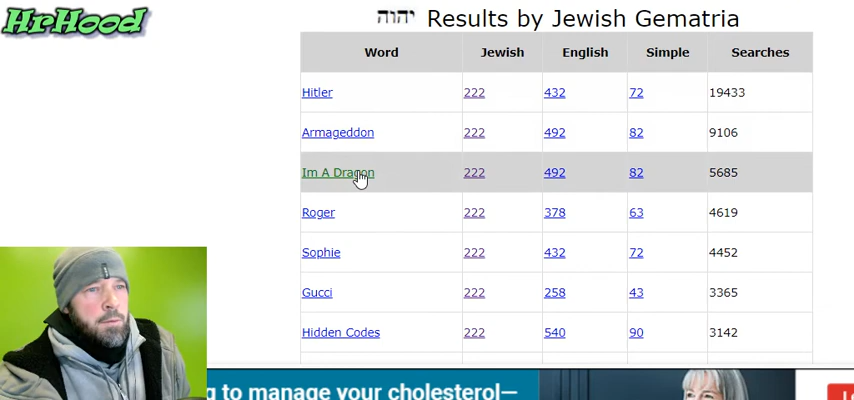 HrHood
יהוה Results by Jewish Gematria
Word Jewish English Simple Searches
Hitler 222 432 72 19433
Armageddon 222 492 82 9106
Im A Dragon 222 492 82 5685
Roger 222 378 63 4619
Sophie 222 432 72 4452
Gucci 222 258 43 3365
Hidden Codes 222 540 90 3142
g to manage your cholesterol—